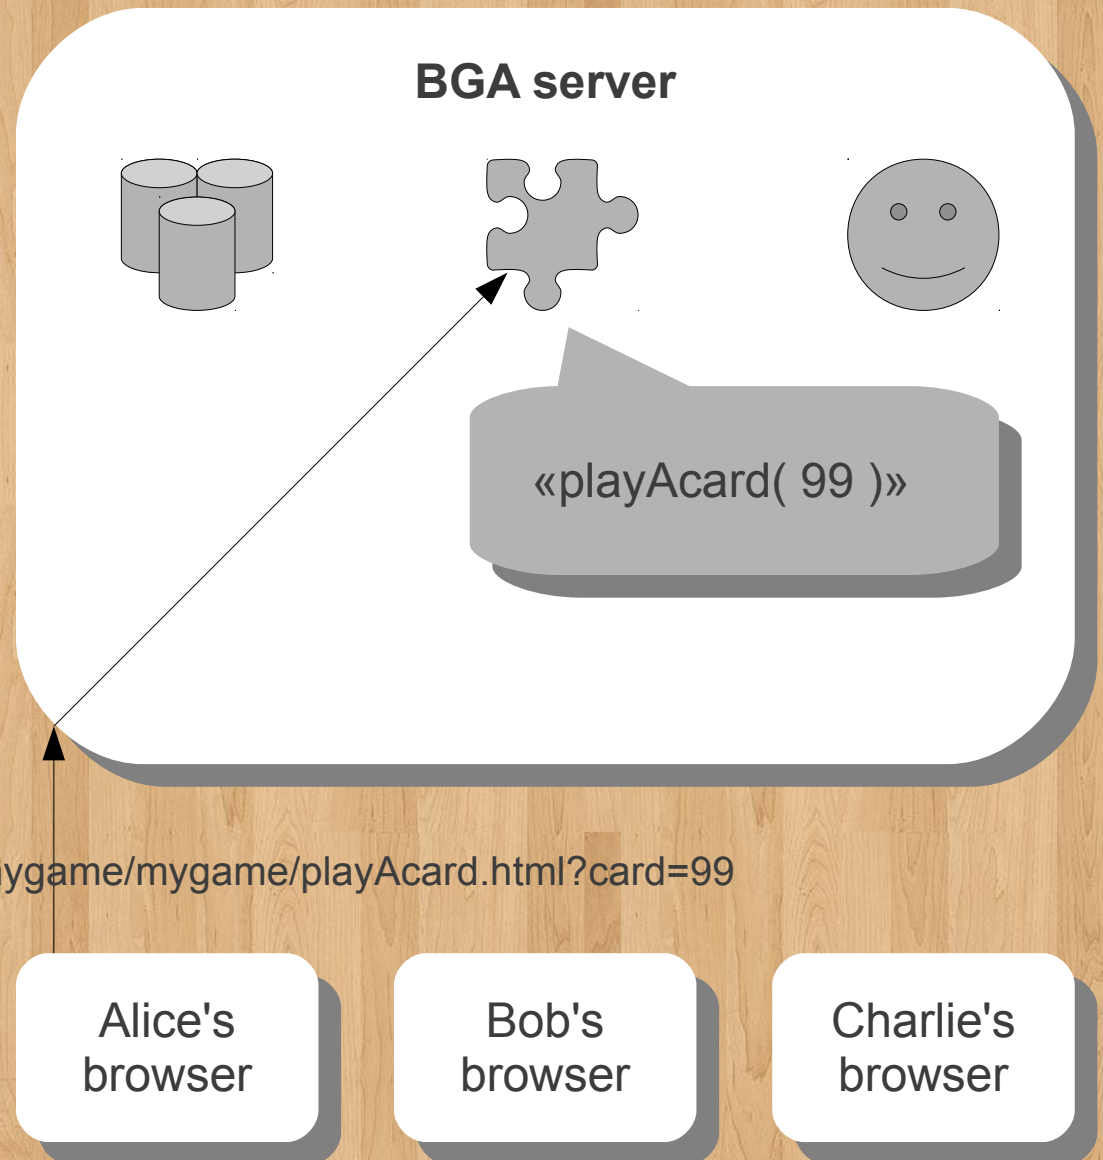 BGA server
«playAcard( 99 )»
ygame/mygame/playAcard.html?card=99
Alice's
browser
Bob's
browser
Charlie's
browser